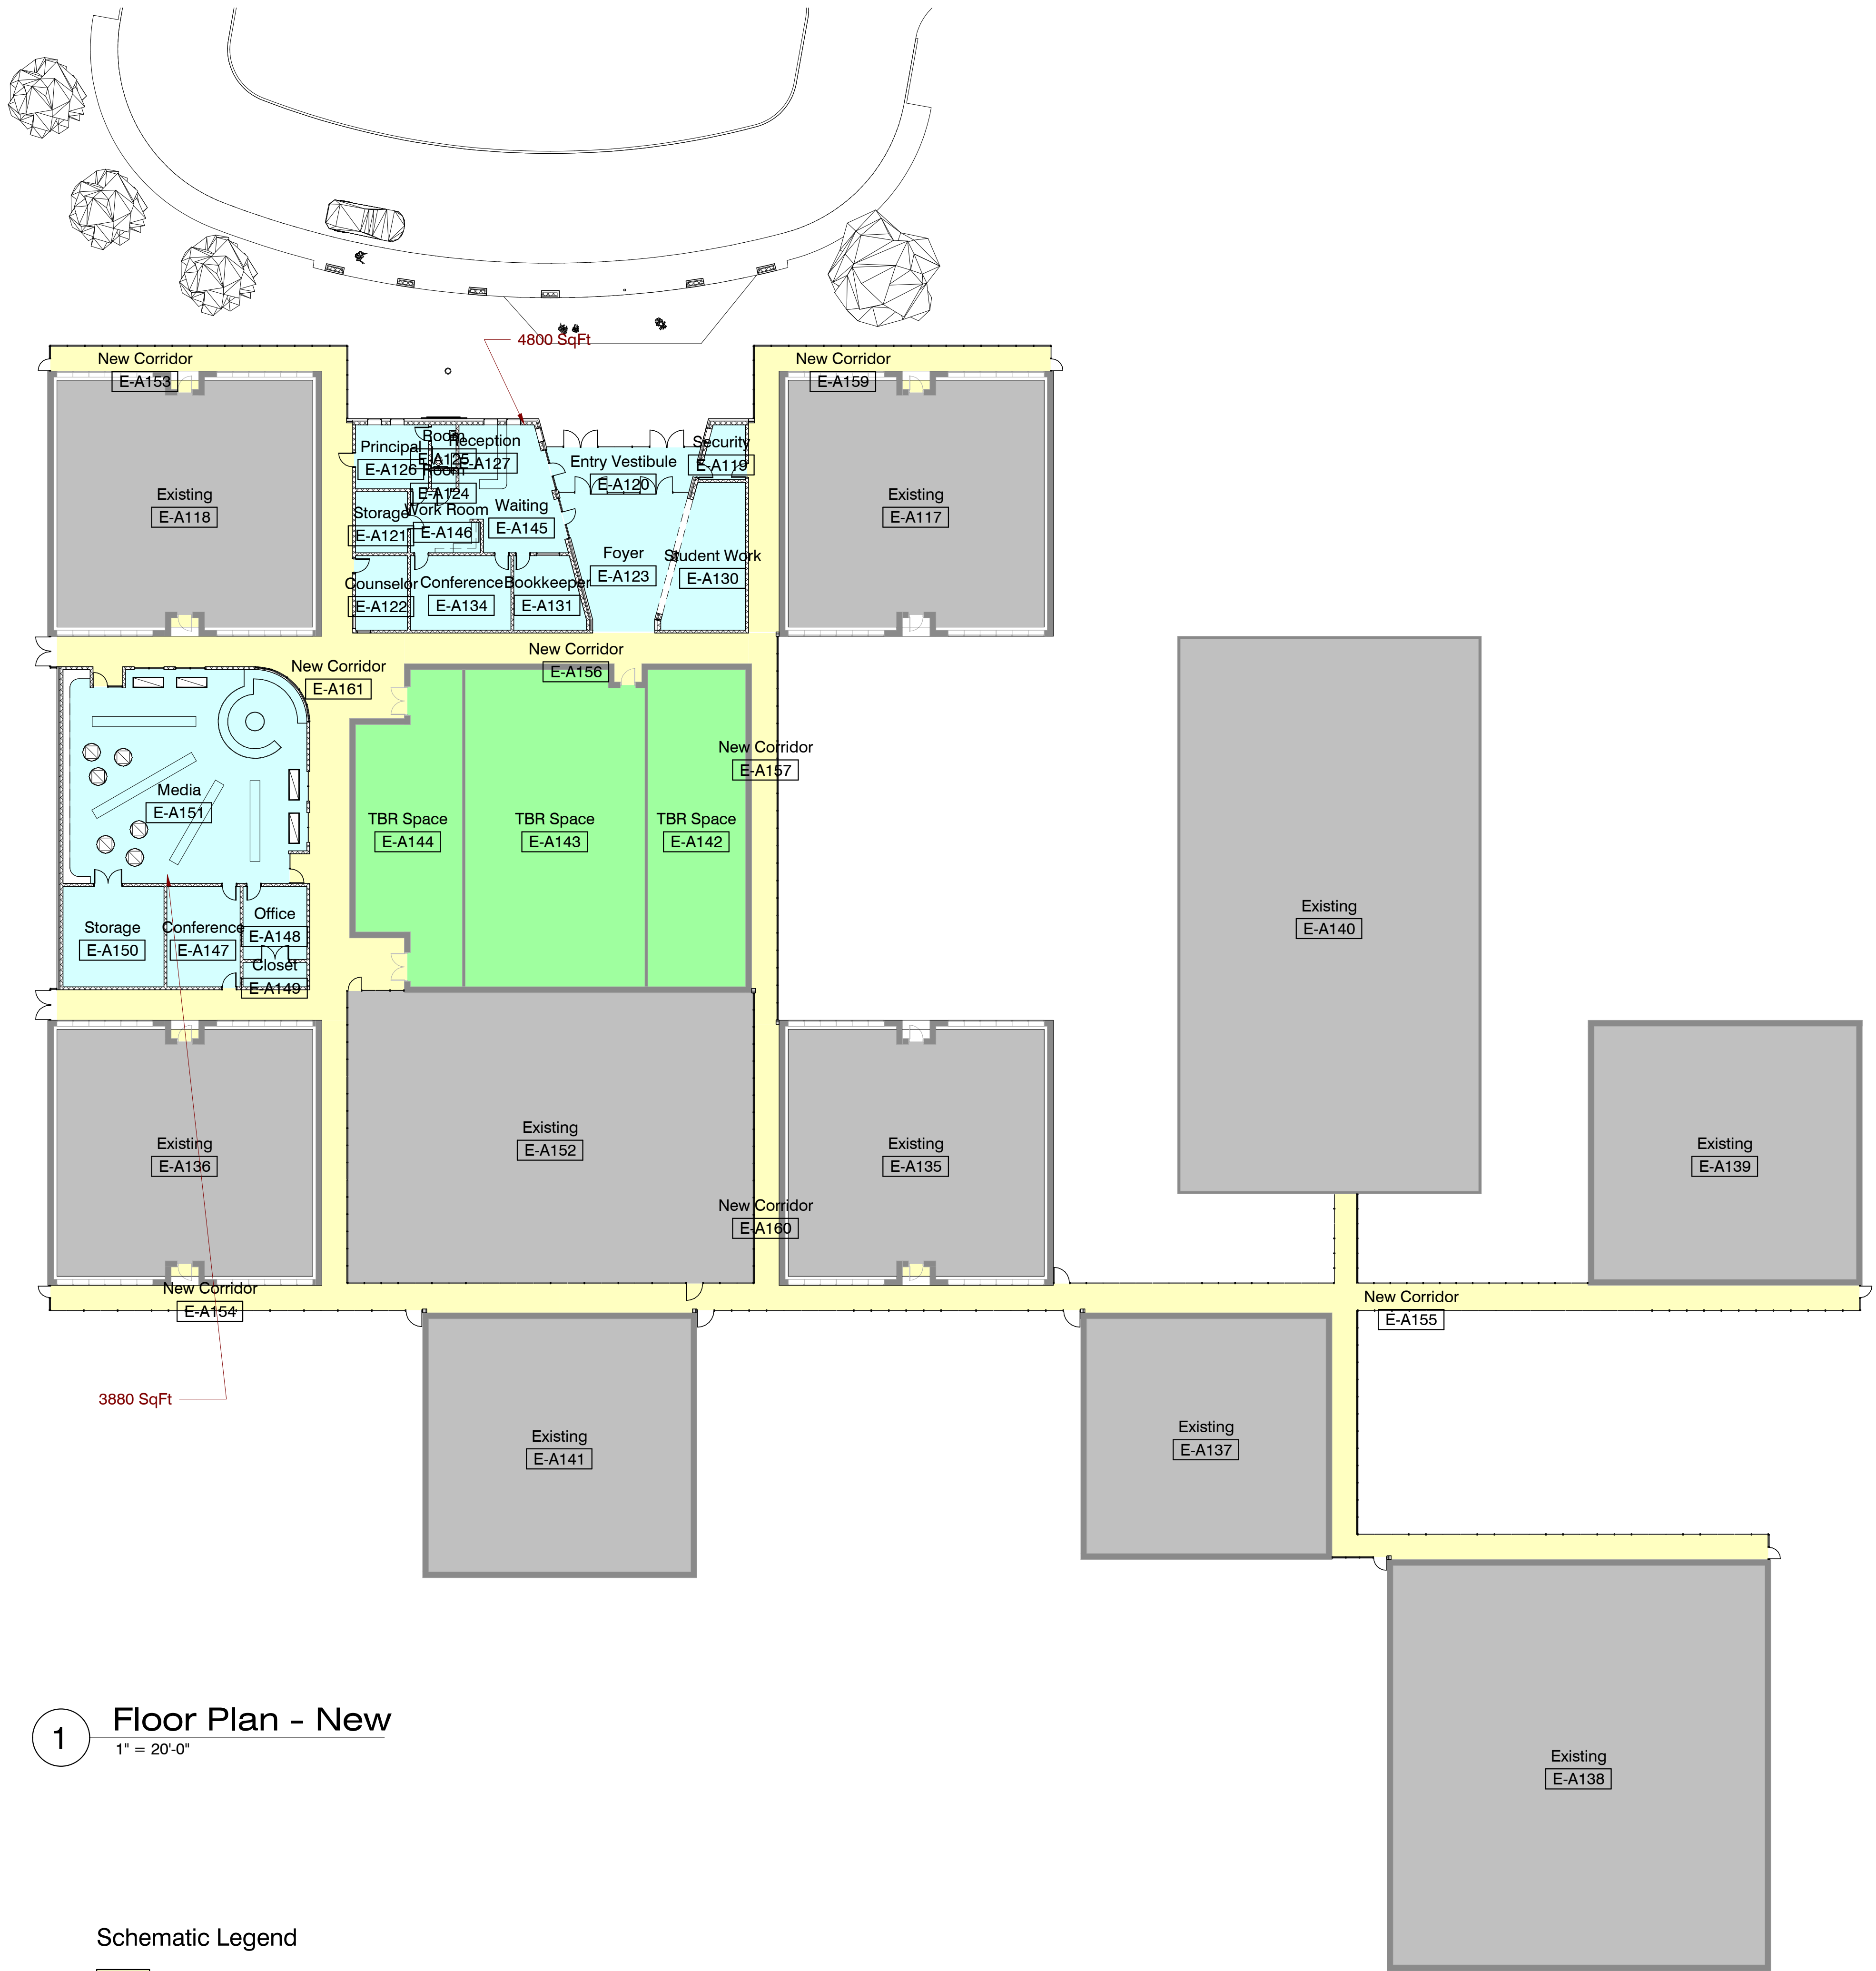 4800 SqFt
New Corridor
E-A153
New Corridor
E-A159
Existing
E-A118
Principal
E-A126
Room
E-A125
Reception
E-A127
Room
E-A124
Entry Vestibule
E-A120
Security
E-A119
Existing
E-A117
Storage
E-A121
Work Room
E-A146
Waiting
E-A145
Counselor
E-A122
Conference
E-A134
Bookkeeper
E-A131
Foyer
E-A123
Student Work
E-A130
New Corridor
E-A161
New Corridor
E-A156
New Corridor
E-A157
Media
E-A151
TBR Space
E-A144
TBR Space
E-A143
TBR Space
E-A142
Existing
E-A140
Storage
E-A150
Conference
E-A147
Office
E-A148
Closet
E-A149
Existing
E-A136
Existing
E-A152
Existing
E-A135
Existing
E-A139
New Corridor
E-A160
New Corridor
E-A154
New Corridor
E-A155
3880 SqFt
Existing
E-A141
Existing
E-A137
Existing
E-A138
1
Floor Plan - New
1" = 20'-0"
Schematic Legend